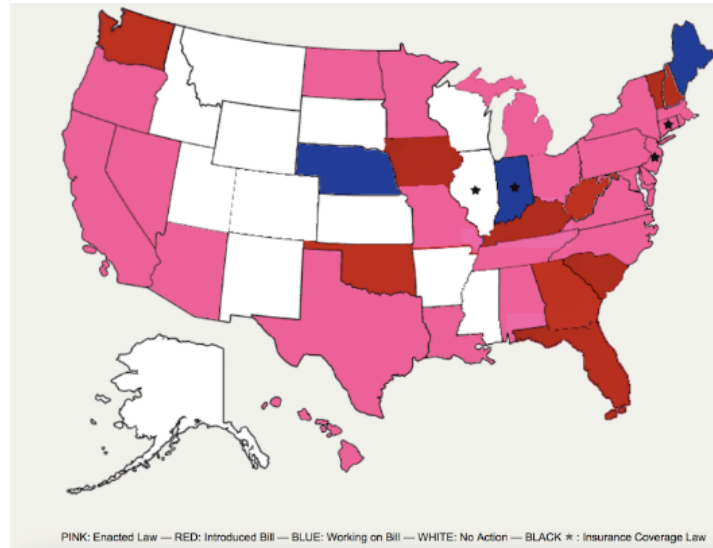 PINK: Enacted Law — RED: Introduced Bill — BLUE: Working on Bill — WHITE: No Action — BLACK ★ : Insurance Coverage Law